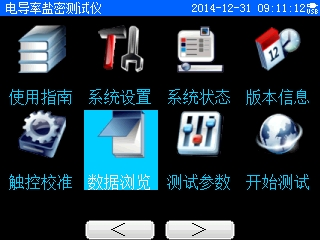 电导率盐密测试仪 2014-12-31 09:11:12 USB
使用指南 系统设置 系统状态 版本信息
触控校准 数据浏览 测试参数 开始测试
< >